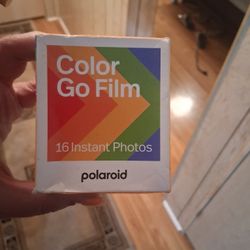 Color
Go Film
16 Instant Photos
polaroid